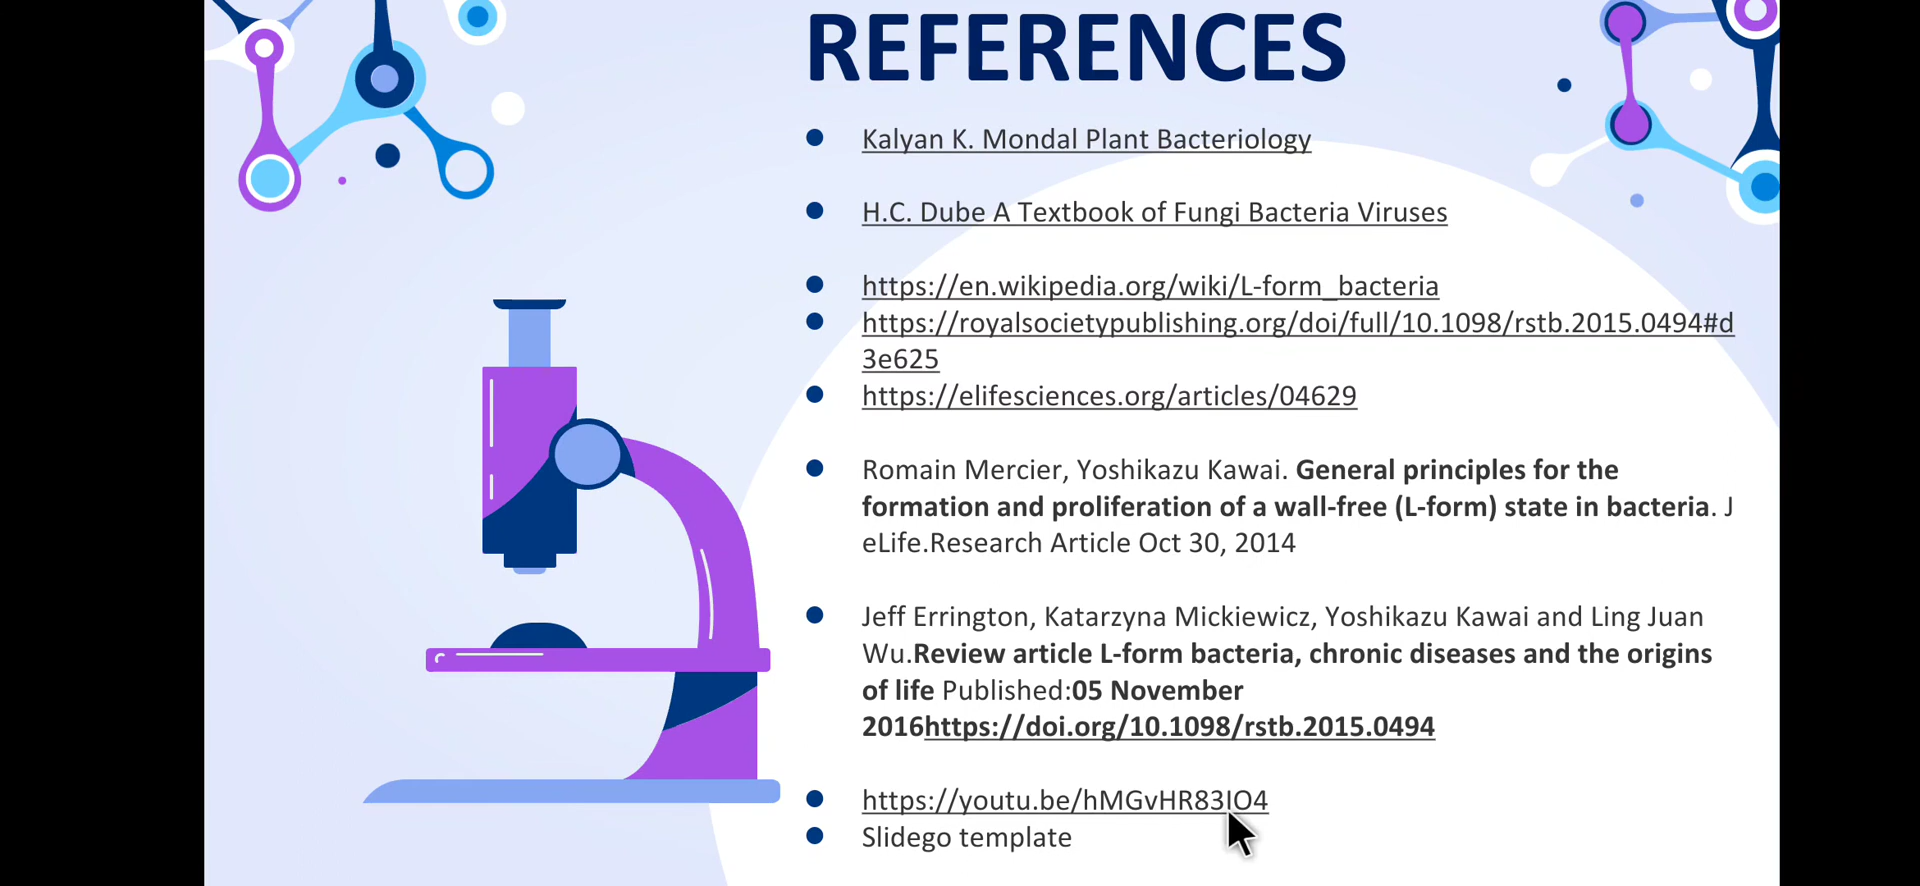 REFERENCES
Kalyan K. Mondal Plant Bacteriology
H.C. Dube A Textbook of Fungi Bacteria Viruses
https://en.wikipedia.org/wiki/L-form_bacteria
https://royalsocietypublishing.org/doi/full/10.1098/rstb.2015.0494#d
3e625
https://elifesciences.org/articles/04629
Romain Mercier, Yoshikazu Kawai. General principles for the
formation and proliferation of a wall-free (L-form) state in bacteria. J
eLife.Research Article Oct 30, 2014
Jeff Errington, Katarzyna Mickiewicz, Yoshikazu Kawai and Ling Juan
Wu.Review article L-form bacteria, chronic diseases and the origins
of life Published:05 November
2016https://doi.org/10.1098/rstb.2015.0494
https://youtu.be/hMGvHR83IO4
Slidego template